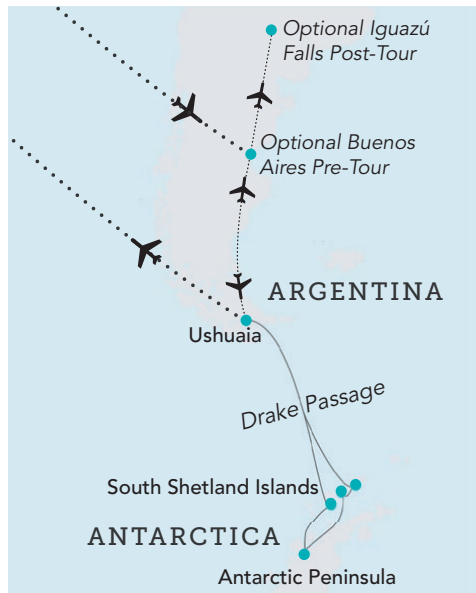 Optional Iguazú
Falls Post-Tour
Optional Buenos
Aires Pre-Tour
ARGENTINA
Ushuaia
Drake Passage
South Shetland Islands
ANTARCTICA
Antarctic Peninsula